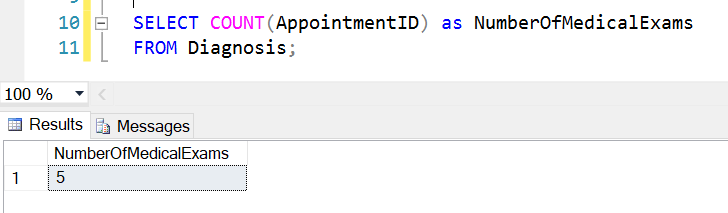 10 SELECT COUNT(AppointmentID) as NumberOfMedicalExams
11 FROM Diagnosis;
100 %
Results Messages
NumberOfMedicalExams
1 5